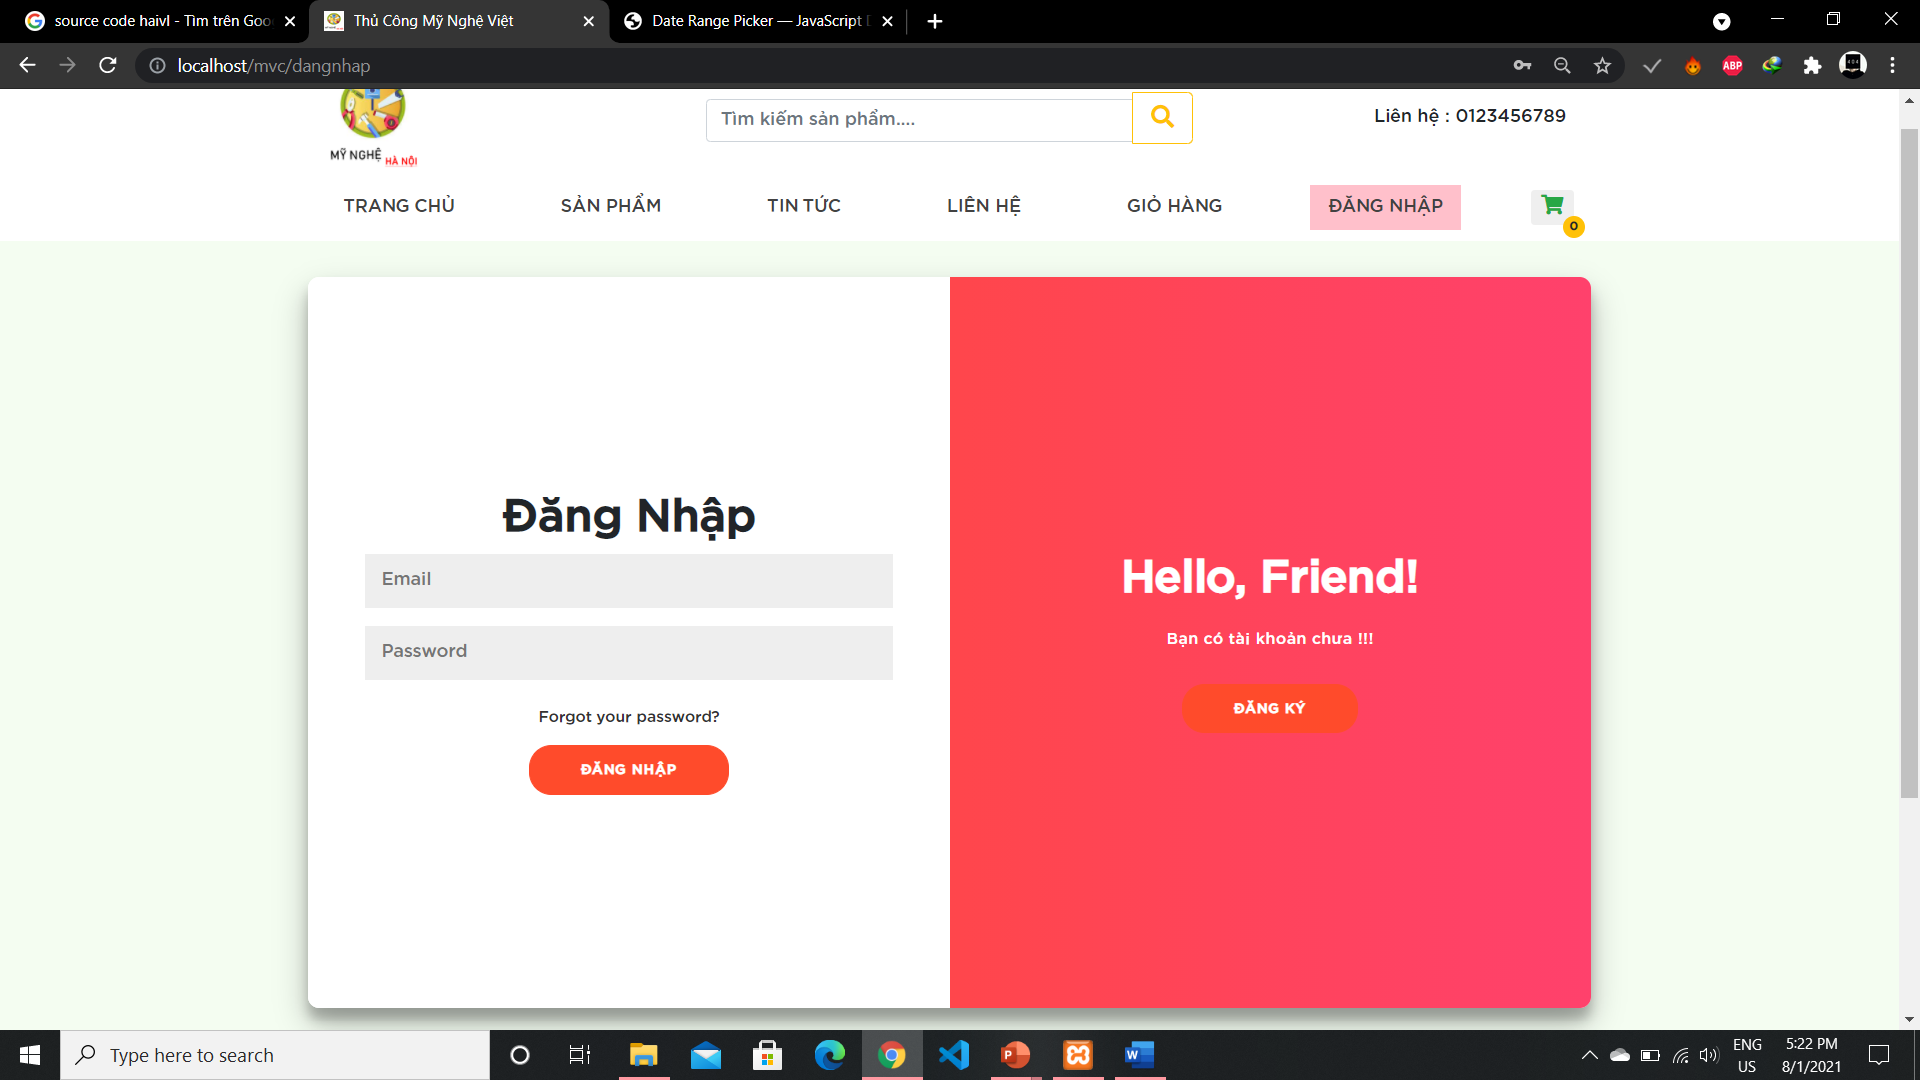 source code haivl - Tìm trên Goo
Thủ Công Mỹ Nghệ Việt
Date Range Picker — JavaScript D
localhost/mvc/dangnhap
ABP
MỸ NGHỆ HÀ NỘI
Tìm kiếm sản phẩm....
Liên hệ : 0123456789
TRANG CHỦ
SẢN PHẨM
TIN TỨC
LIÊN HỆ
GIỎ HÀNG
ĐĂNG NHẬP
0
Đăng Nhập
Email
Password
Forgot your password?
ĐĂNG NHẬP
Hello, Friend!
Bạn có tài khoản chưa !!!
ĐĂNG KÝ
Type here to search
ENG
US
5:22 PM
8/1/2021